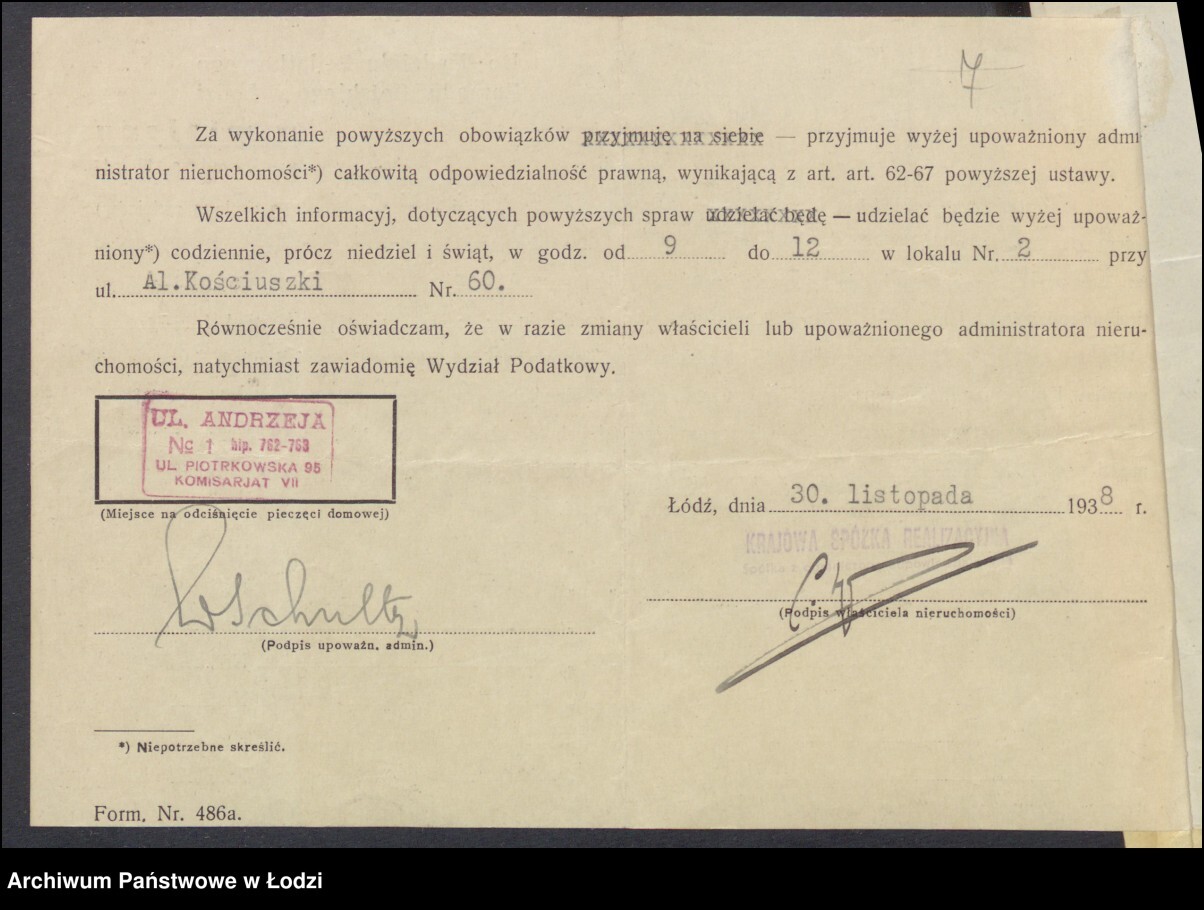 7
Za wykonanie powyższych obowiązków przyjmuję na siebie — przyjmuje wyżej upoważniony admi-
nistrator nieruchomości*) całkowitą odpowiedzialność prawną, wynikającą z art. art. 62-67 powyższej ustawy.
Wszelkich informacyj, dotyczących powyższych spraw udzielać będę — udzielać będzie wyżej upoważ-
niony*) codziennie, prócz niedziel i świąt, w godz. od 9 do 12 w lokalu Nr. 2 przy
ul. Al.Kościuszki Nr. 60.
Równocześnie oświadczam, że w razie zmiany właścicieli lub upoważnionego administratora nieru-
chomości, natychmiast zawiadomię Wydział Podatkowy.
UL. ANDRZEJA
№ 1 hip. 762-763
UL PIOTRKOWSKA 95
KOMISARJAT VII
(Miejsce na odciśnięcie pieczęci domowej)
Łódź, dnia 30. listopada 1938 r.
KRAJOWA SPÓŁKA REALIZACYJNA
(Podpis właściciela nieruchomości)
Schultz
(Podpis upoważn. admin.)
*) Niepotrzebne skreślić.
Form. Nr. 486a.
Archiwum Państwowe w Łodzi